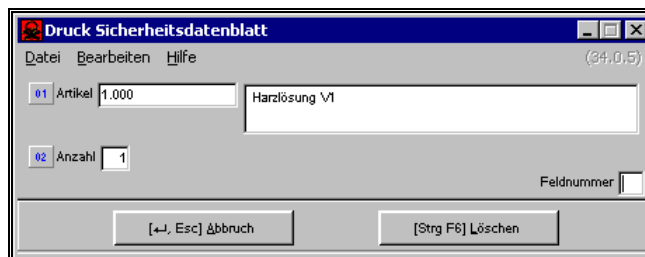 Druck Sicherheitsdatenblatt
Datei Bearbeiten Hilfe (34.0.5)
01 Artikel 1.000 Harzlösung V1
02 Anzahl 1
Feldnummer
[↵, Esc] Abbruch [Strg F6] Löschen